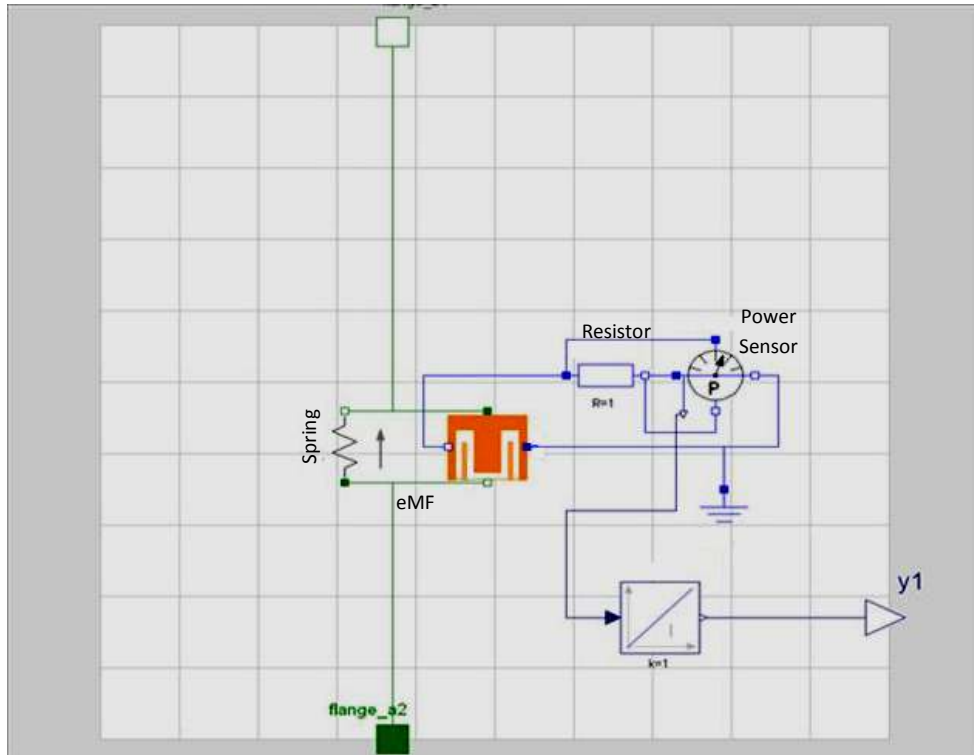 Power
Sensor
Resistor
P
R=1
Spring
eMF
y1
I
k=1
flange_a2